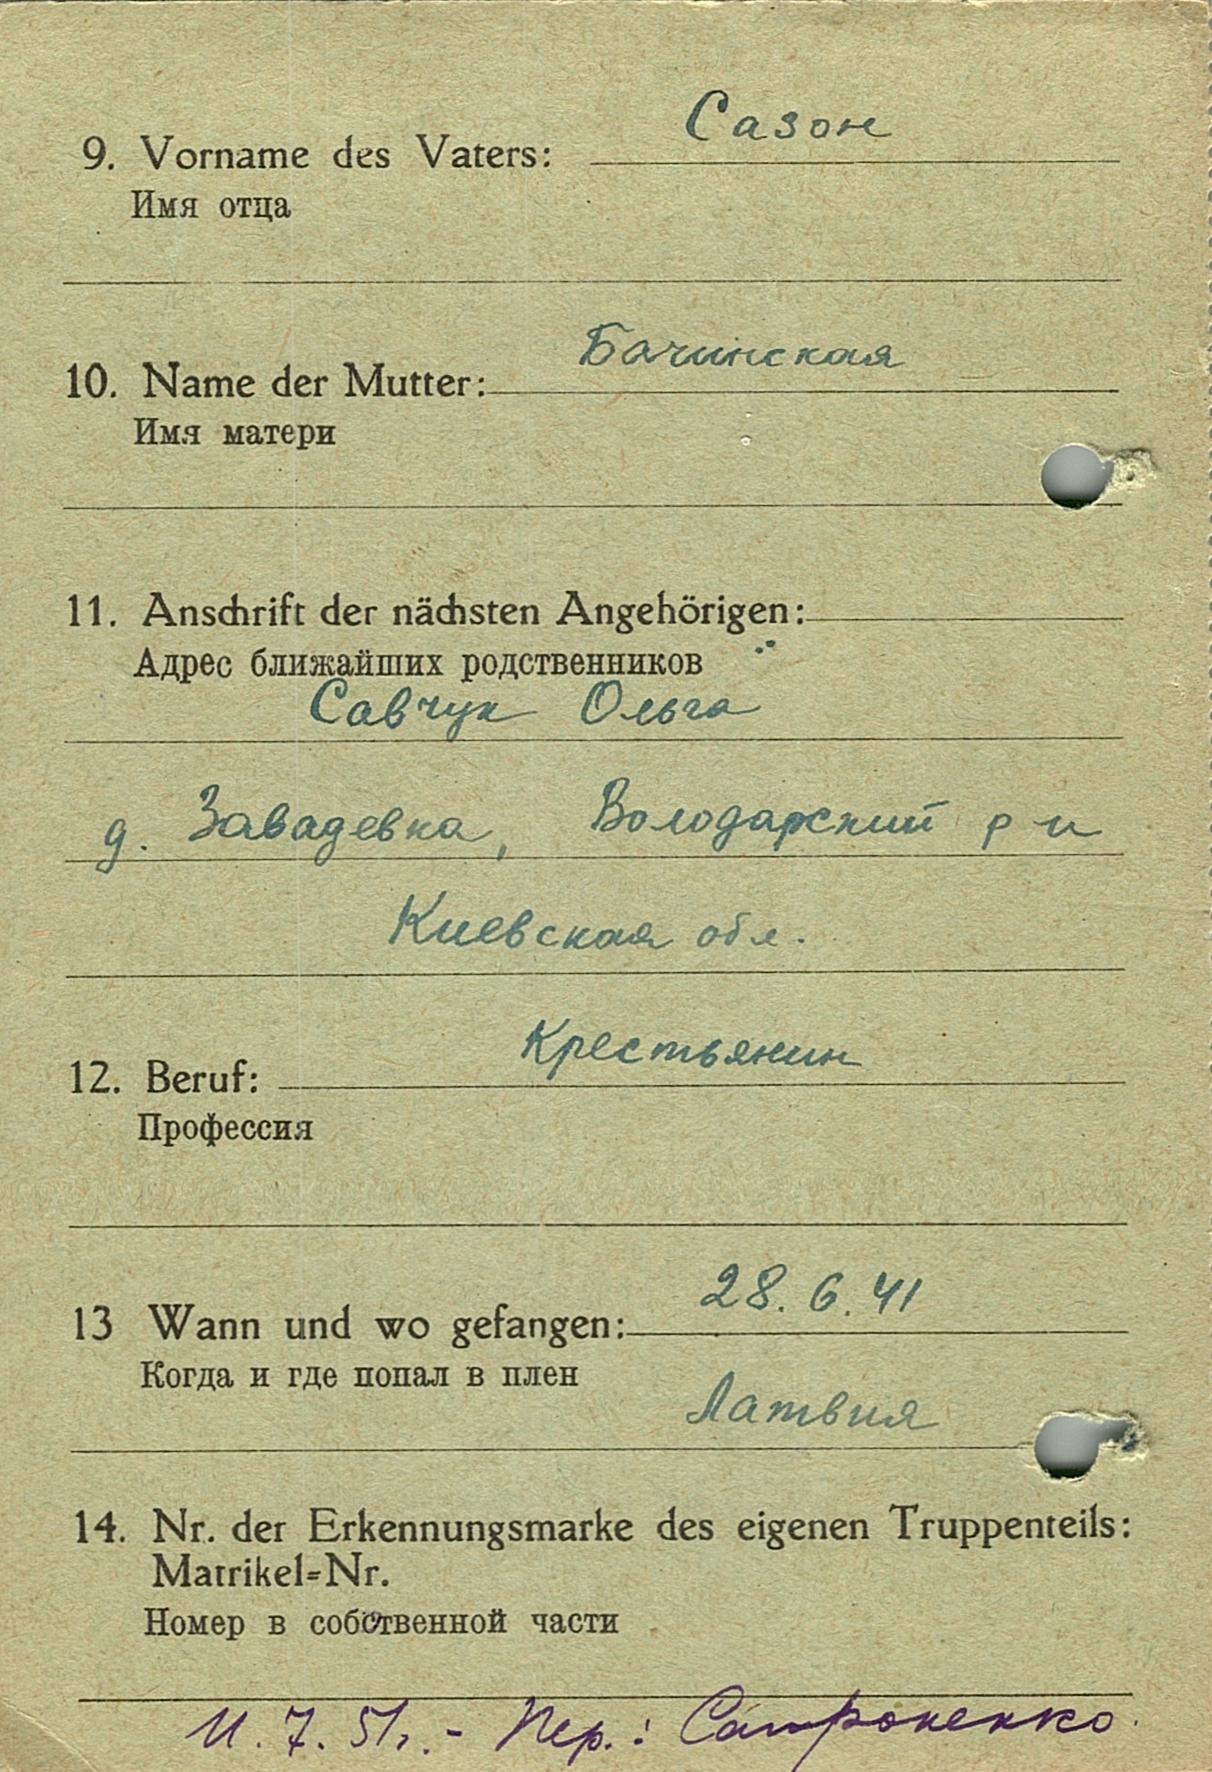 Сазон
9. Vorname des Vaters:
Имя отца
Бачинская
10. Name der Mutter:
Имя матери
11. Anschrift der nächsten Angehörigen:
Адрес ближайших родственников
Савчук Ольга
д. Завадевка, Володарский р-н
Киевская обл.
Крестьянин
12. Beruf:
Профессия
28. 6. 41
13 Wann und wo gefangen:
Когда и где попал в плен
Латвия
14. Nr. der Erkennungsmarke des eigenen Truppenteils:
Matrikel=Nr.
Номер в собственной части
11. 7. 51г. - Пер.: